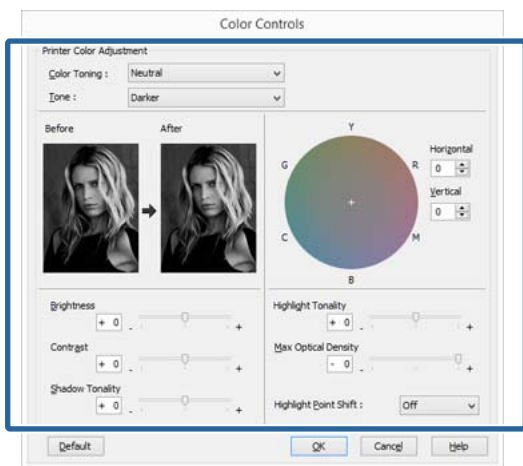 Color Controls
Printer Color Adjustment
Color Toning : Neutral
Tone : Darker
Before After
Y
G R
C M
B
Horizontal
0
Vertical
0
Brightness
+ 0 - +
Contrast
+ 0 - +
Shadow Tonality
+ 0 - +
Highlight Tonality
+ 0 - +
Max Optical Density
- 0 - +
Highlight Point Shift : Off
Default OK Cancel Help